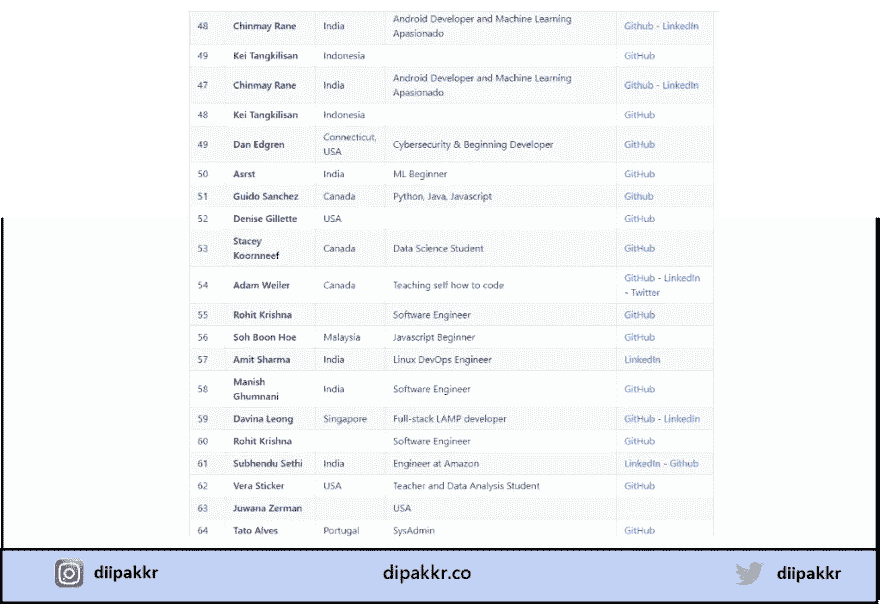 48 Chinmay Rane India Android Developer and Machine Learning Apasionado Github - LinkedIn
49 Kei Tangkilisan Indonesia GitHub
47 Chinmay Rane India Android Developer and Machine Learning Apasionado Github - LinkedIn
48 Kei Tangkilisan Indonesia GitHub
49 Dan Edgren Connecticut, USA Cybersecurity & Beginning Developer GitHub
50 Asrst India ML Beginner GitHub
51 Guido Sanchez Canada Python, Java, Javascript Github
52 Denise Gillette USA GitHub
53 Stacey Koornneef Canada Data Science Student GitHub
54 Adam Weiler Canada Teaching self how to code GitHub - LinkedIn - Twitter
55 Rohit Krishna Software Engineer GitHub
56 Soh Boon Hoe Malaysia Javascript Beginner GitHub
57 Amit Sharma India Linux DevOps Engineer LinkedIn
58 Manish Ghumnani India Software Engineer GitHub
59 Davina Leong Singapore Full-stack LAMP developer GitHub - LinkedIn
60 Rohit Krishna Software Engineer GitHub
61 Subhendu Sethi India Engineer at Amazon LinkedIn - Github
62 Vera Sticker USA Teacher and Data Analysis Student GitHub
63 Juwana Zerman USA
64 Tato Alves Portugal SysAdmin GitHub
diipakkr dipakkr.co diipakkr